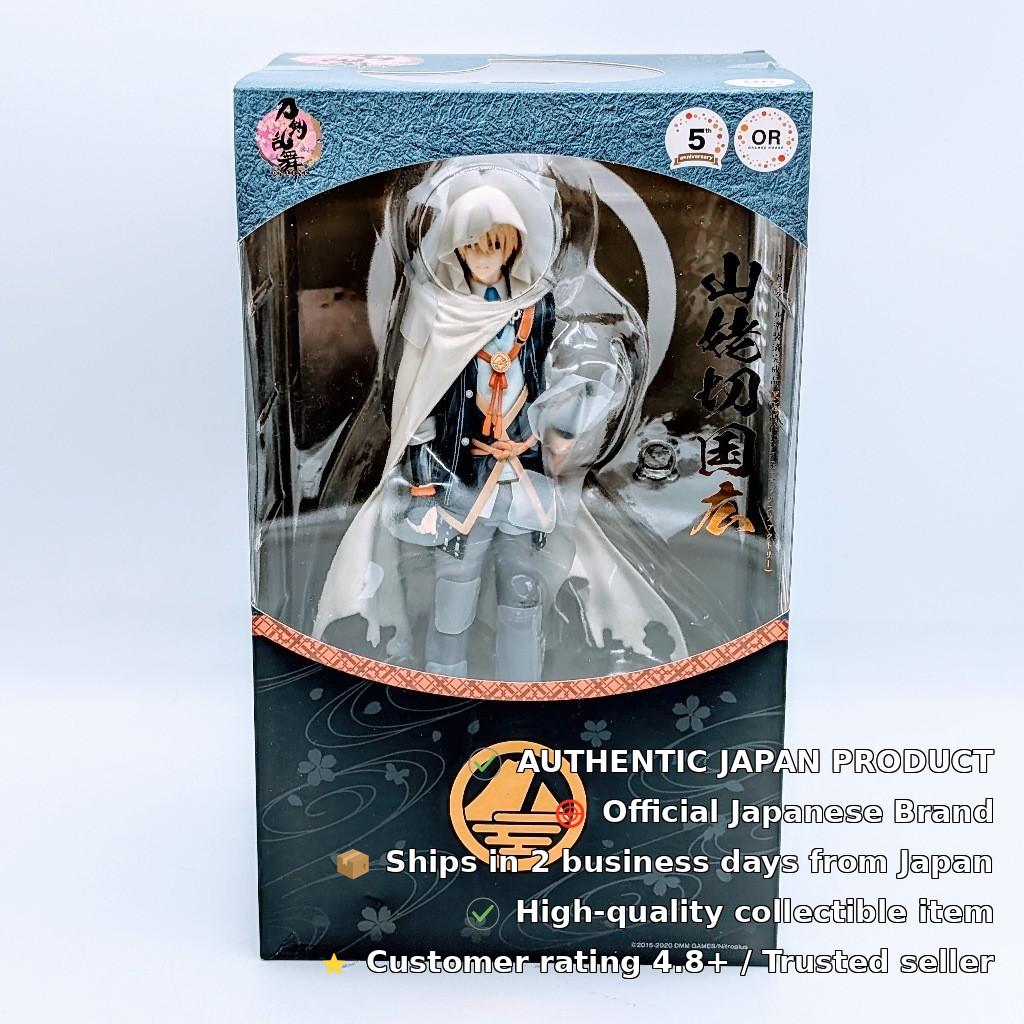 刀剣乱舞
5th
anniversary
OR
ORANGE ROUGE
山姥切国広
AUTHENTIC JAPAN PRODUCT
Official Japanese Brand
Ships in 2 business days from Japan
High-quality collectible item
©2015-2020 DMM GAMES/Nitroplus
Customer rating 4.8+ / Trusted seller